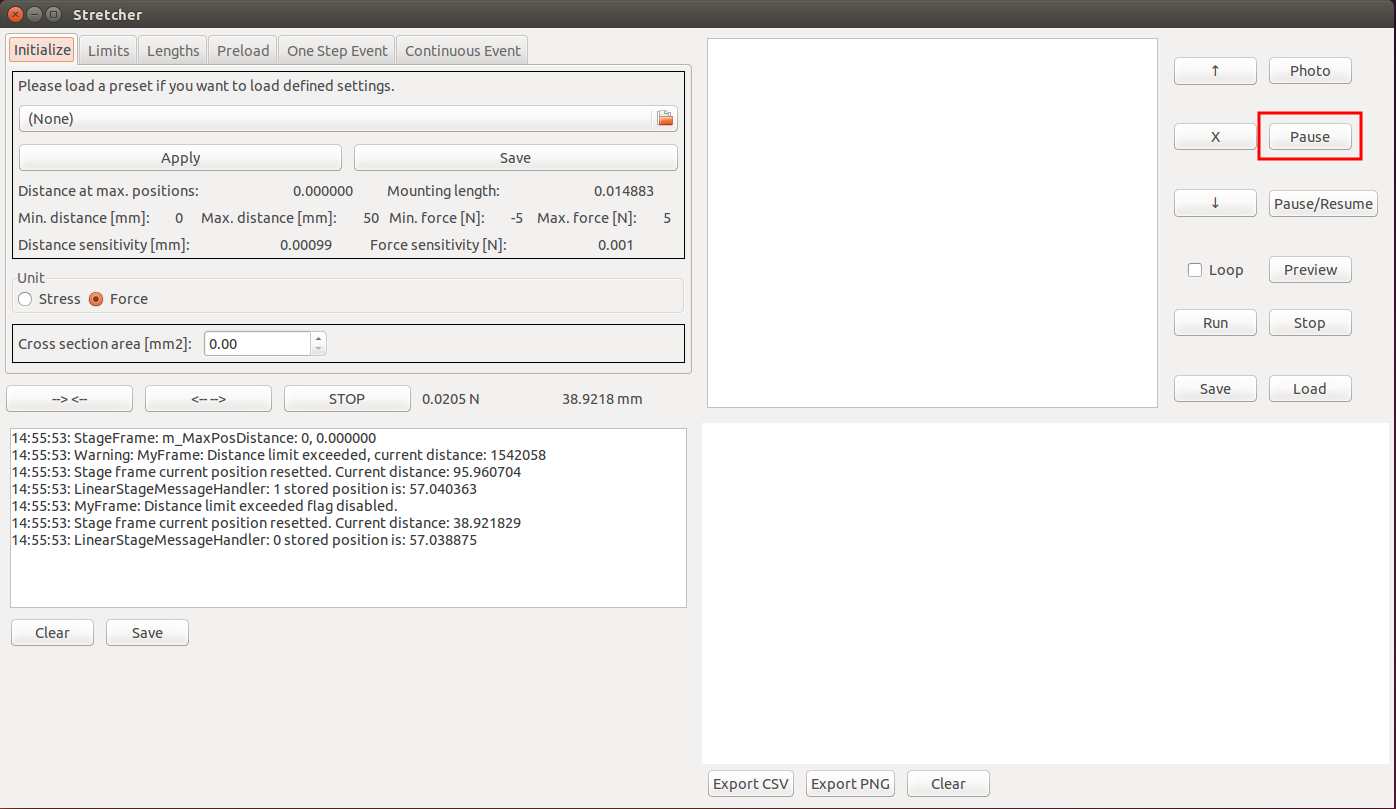 Stretcher
Initialize Limits Lengths Preload One Step Event Continuous Event
Please load a preset if you want to load defined settings.
(None)
Apply Save
Distance at max. positions: 0.000000 Mounting length: 0.014883
Min. distance [mm]: 0 Max. distance [mm]: 50 Min. force [N]: -5 Max. force [N]: 5
Distance sensitivity [mm]: 0.00099 Force sensitivity [N]: 0.001
Unit
Stress Force
Cross section area [mm2]: 0.00
--> <-- <-- --> STOP 0.0205 N 38.9218 mm
14:55:53: StageFrame: m_MaxPosDistance: 0, 0.000000
14:55:53: Warning: MyFrame: Distance limit exceeded, current distance: 1542058
14:55:53: Stage frame current position resetted. Current distance: 95.960704
14:55:53: LinearStageMessageHandler: 1 stored position is: 57.040363
14:55:53: MyFrame: Distance limit exceeded flag disabled.
14:55:53: Stage frame current position resetted. Current distance: 38.921829
14:55:53: LinearStageMessageHandler: 0 stored position is: 57.038875
Clear Save
↑ Photo
X Pause
↓ Pause/Resume
Loop Preview
Run Stop
Save Load
Export CSV Export PNG Clear